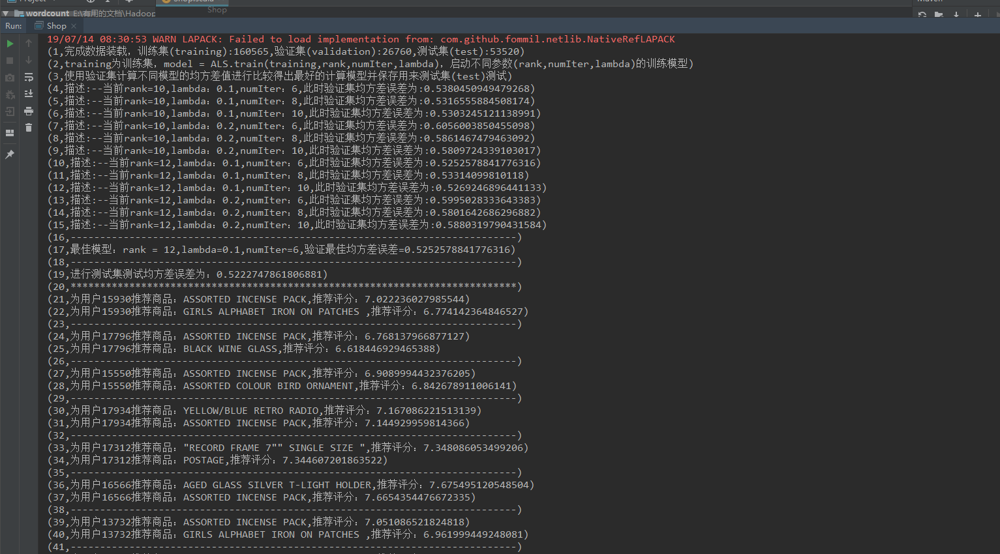 Project
Shop.scala
Maven
wordcount E:\有用的文档\Hadoop
Shop
Run: Shop
19/07/14 08:30:53 WARN LAPACK: Failed to load implementation from: com.github.fommil.netlib.NativeRefLAPACK
(1,完成数据装载，训练集(training):160565,验证集(validation):26760,测试集(test):53520)
(2,training为训练集，model = ALS.train(training,rank,numIter,lambda)，启动不同参数(rank,numIter,lambda)的训练模型)
(3,使用验证集计算不同模型的均方差值进行比较得出最好的计算模型并保存用来测试集(test)测试)
(4,描述:--当前rank=10,lambda：0.1,numIter：6,此时验证集均方差误差为:0.5380450949479268)
(5,描述:--当前rank=10,lambda：0.1,numIter：8,此时验证集均方差误差为:0.5316555884508174)
(6,描述:--当前rank=10,lambda：0.1,numIter：10,此时验证集均方差误差为:0.5303245121138991)
(7,描述:--当前rank=10,lambda：0.2,numIter：6,此时验证集均方差误差为:0.6056003850455098)
(8,描述:--当前rank=10,lambda：0.2,numIter：8,此时验证集均方差误差为:0.5861467479463092)
(9,描述:--当前rank=10,lambda：0.2,numIter：10,此时验证集均方差误差为:0.5809724339103017)
(10,描述:--当前rank=12,lambda：0.1,numIter：6,此时验证集均方差误差为:0.5252578841776316)
(11,描述:--当前rank=12,lambda：0.1,numIter：8,此时验证集均方差误差为:0.53314099810118)
(12,描述:--当前rank=12,lambda：0.1,numIter：10,此时验证集均方差误差为:0.5269246896441133)
(13,描述:--当前rank=12,lambda：0.2,numIter：6,此时验证集均方差误差为:0.5995028333643383)
(14,描述:--当前rank=12,lambda：0.2,numIter：8,此时验证集均方差误差为:0.5801642686296882)
(15,描述:--当前rank=12,lambda：0.2,numIter：10,此时验证集均方差误差为:0.5880319790431584)
(16,----------------------------------------------------------------------------)
(17,最佳模型：rank = 12,lambda=0.1,numIter=6,验证最佳均方差误差=0.5252578841776316)
(18,----------------------------------------------------------------------------)
(19,进行测试集测试均方差误差为：0.5222747861806881)
(20,****************************************************************************)
(21,为用户15930推荐商品：ASSORTED INCENSE PACK,推荐评分：7.022236027985544)
(22,为用户15930推荐商品：GIRLS ALPHABET IRON ON PATCHES ,推荐评分：6.774142364846527)
(23,----------------------------------------------------------------------------)
(24,为用户17796推荐商品：ASSORTED INCENSE PACK,推荐评分：6.768137966877127)
(25,为用户17796推荐商品：BLACK WINE GLASS,推荐评分：6.618446929465388)
(26,----------------------------------------------------------------------------)
(27,为用户15550推荐商品：ASSORTED INCENSE PACK,推荐评分：6.9089994432376205)
(28,为用户15550推荐商品：ASSORTED COLOUR BIRD ORNAMENT,推荐评分：6.842678911006141)
(29,----------------------------------------------------------------------------)
(30,为用户17934推荐商品：YELLOW/BLUE RETRO RADIO,推荐评分：7.167086221513139)
(31,为用户17934推荐商品：ASSORTED INCENSE PACK,推荐评分：7.144929959814366)
(32,----------------------------------------------------------------------------)
(33,为用户17312推荐商品："RECORD FRAME 7"" SINGLE SIZE ",推荐评分：7.348086053499206)
(34,为用户17312推荐商品：POSTAGE,推荐评分：7.344607201863522)
(35,----------------------------------------------------------------------------)
(36,为用户16566推荐商品：AGED GLASS SILVER T-LIGHT HOLDER,推荐评分：7.675495120548504)
(37,为用户16566推荐商品：ASSORTED INCENSE PACK,推荐评分：7.6654354476672335)
(38,----------------------------------------------------------------------------)
(39,为用户13732推荐商品：ASSORTED INCENSE PACK,推荐评分：7.051086521824818)
(40,为用户13732推荐商品：GIRLS ALPHABET IRON ON PATCHES ,推荐评分：6.961999449248081)
(41,----------------------------------------------------------------------------)